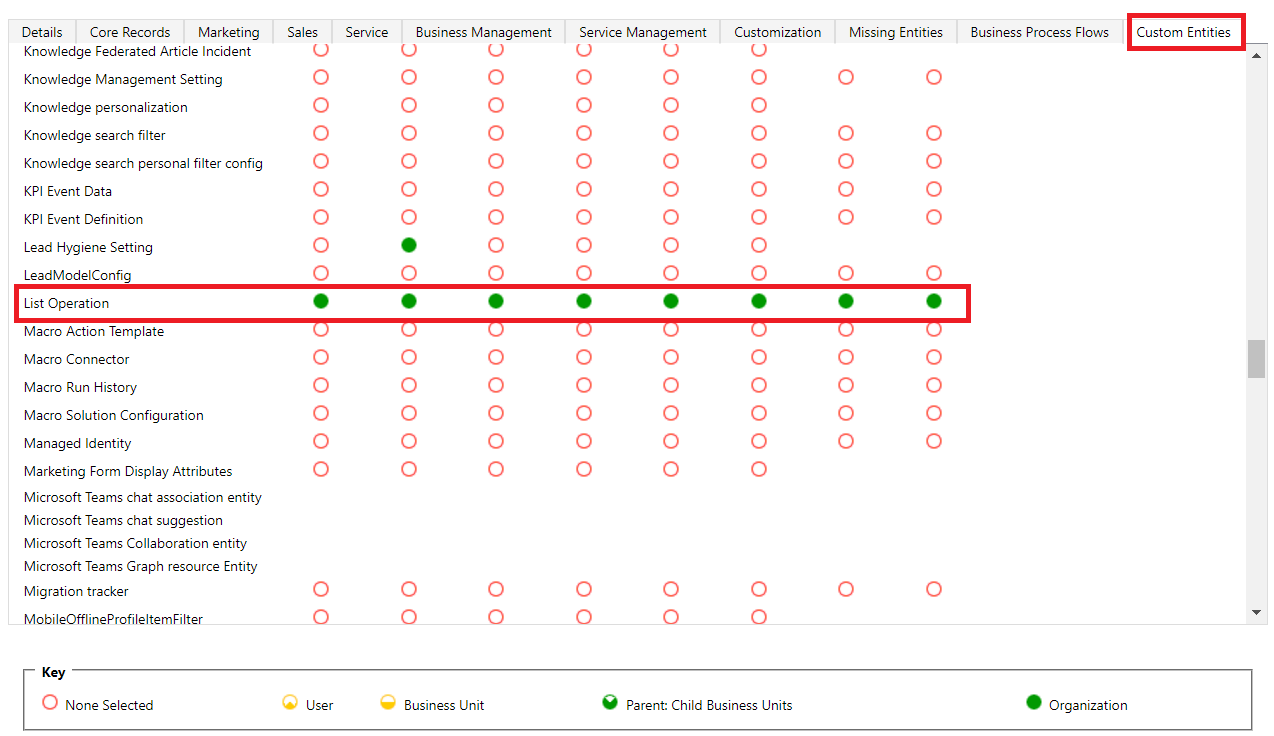 Details Core Records Marketing Sales Service Business Management Service Management Customization Missing Entities Business Process Flows Custom Entities
Knowledge Federated Article Incident
Knowledge Management Setting
Knowledge personalization
Knowledge search filter
Knowledge search personal filter config
KPI Event Data
KPI Event Definition
Lead Hygiene Setting
LeadModelConfig
List Operation
Macro Action Template
Macro Connector
Macro Run History
Macro Solution Configuration
Managed Identity
Marketing Form Display Attributes
Microsoft Teams chat association entity
Microsoft Teams chat suggestion
Microsoft Teams Collaboration entity
Microsoft Teams Graph resource Entity
Migration tracker
MobileOfflineProfileItemFilter
Key
None Selected User Business Unit Parent: Child Business Units Organization